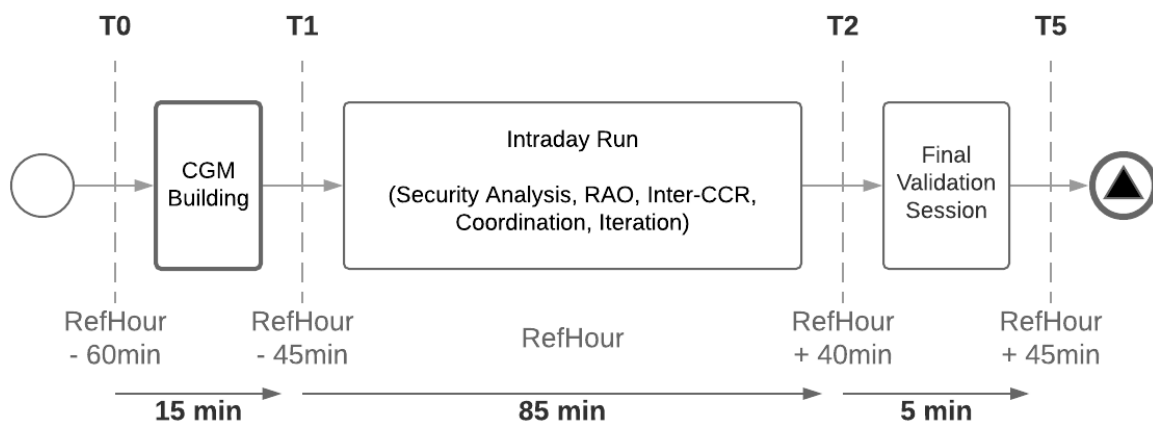 T0
T1
T2
T5
CGM
Building
Intraday Run
(Security Analysis, RAO, Inter-CCR,
Coordination, Iteration)
Final
Validation
Session
RefHour
- 60min
RefHour
- 45min
RefHour
RefHour
+ 40min
RefHour
+ 45min
15 min
85 min
5 min